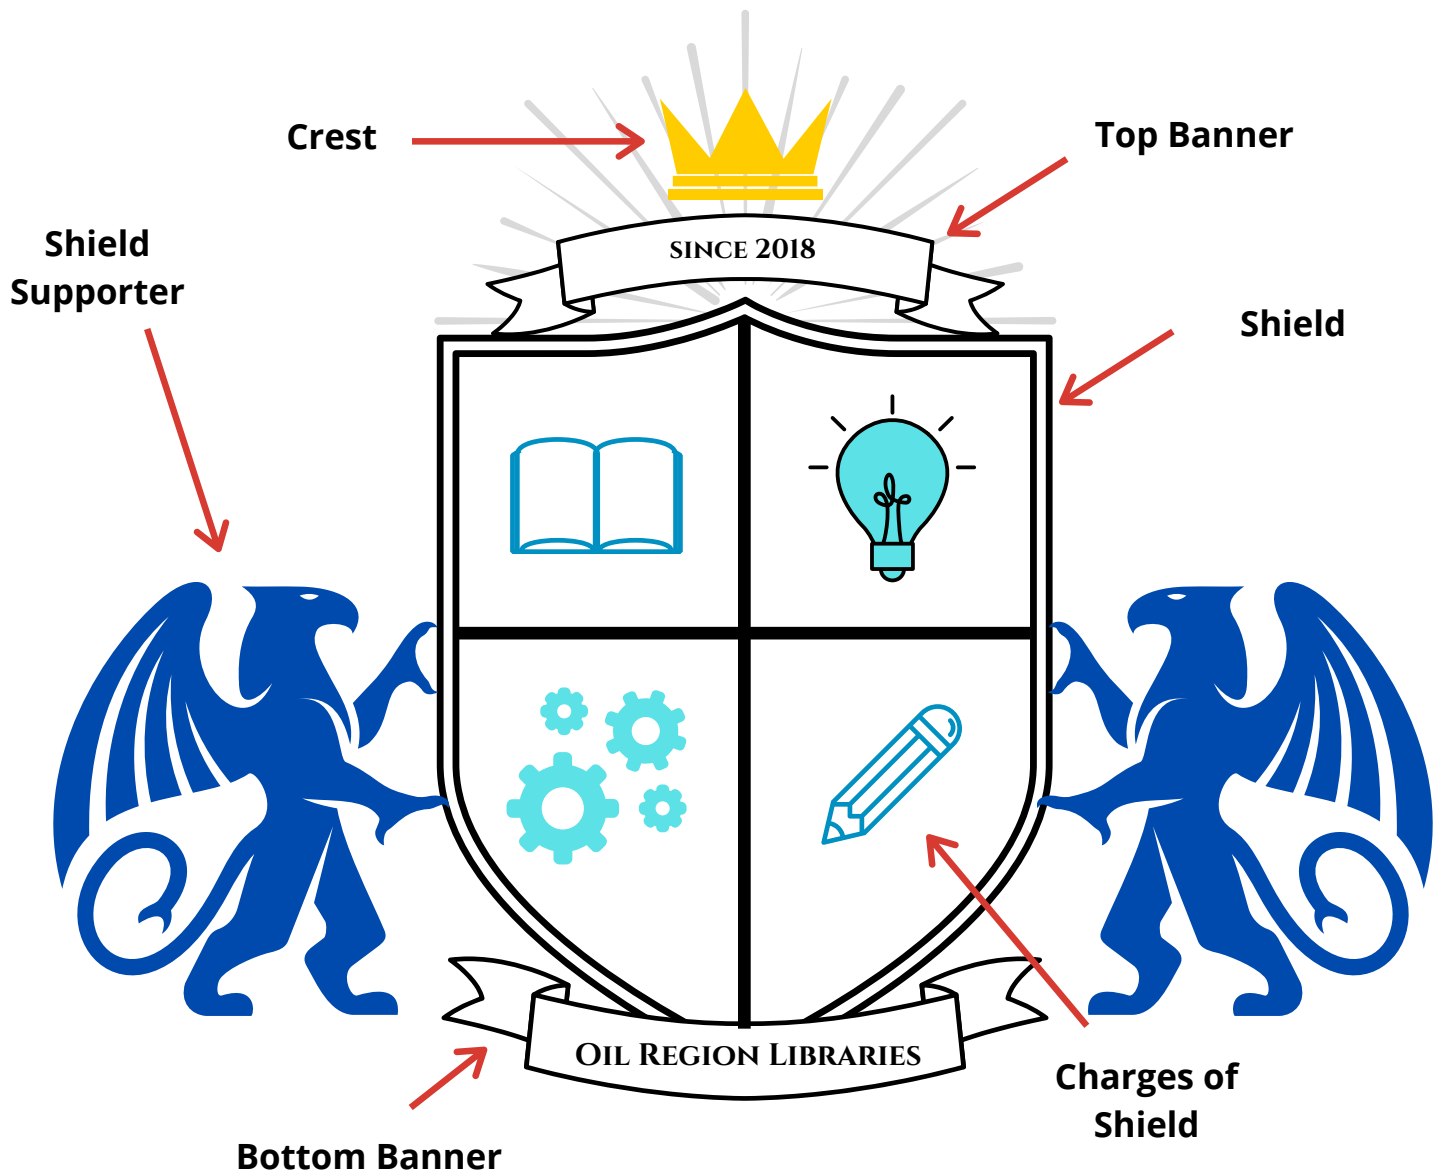 Crest
Top Banner
SINCE 2018
Shield
Supporter
Shield
OIL REGION LIBRARIES
Charges of
Shield
Bottom Banner